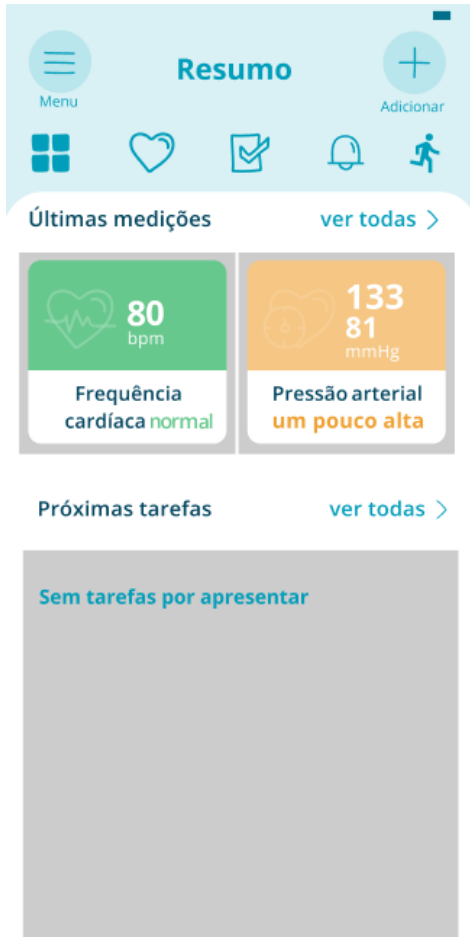 Resumo
Menu
Adicionar
Últimas medições
ver todas
80
bpm
Frequência
cardíaca normal
133
81
mmHg
Pressão arterial
um pouco alta
Próximas tarefas
ver todas
Sem tarefas por apresentar